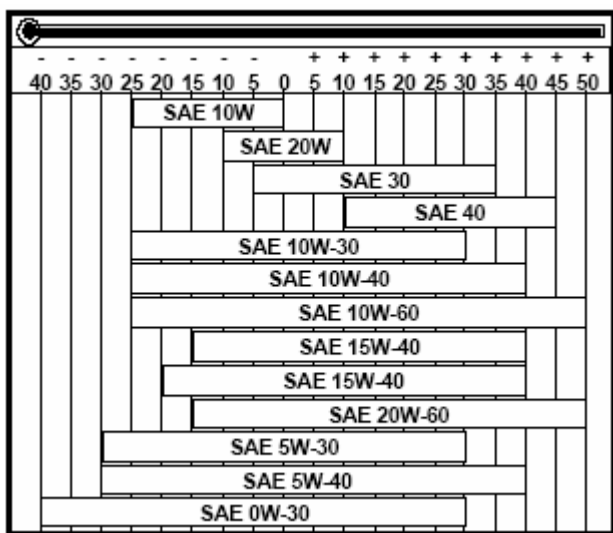 - - - - - - - - + + + + + + + + + +
40 35 30 25 20 15 10 5 0 5 10 15 20 25 30 35 40 45 50
SAE 10W
SAE 20W
SAE 30
SAE 40
SAE 10W-30
SAE 10W-40
SAE 10W-60
SAE 15W-40
SAE 15W-40
SAE 20W-60
SAE 5W-30
SAE 5W-40
SAE 0W-30